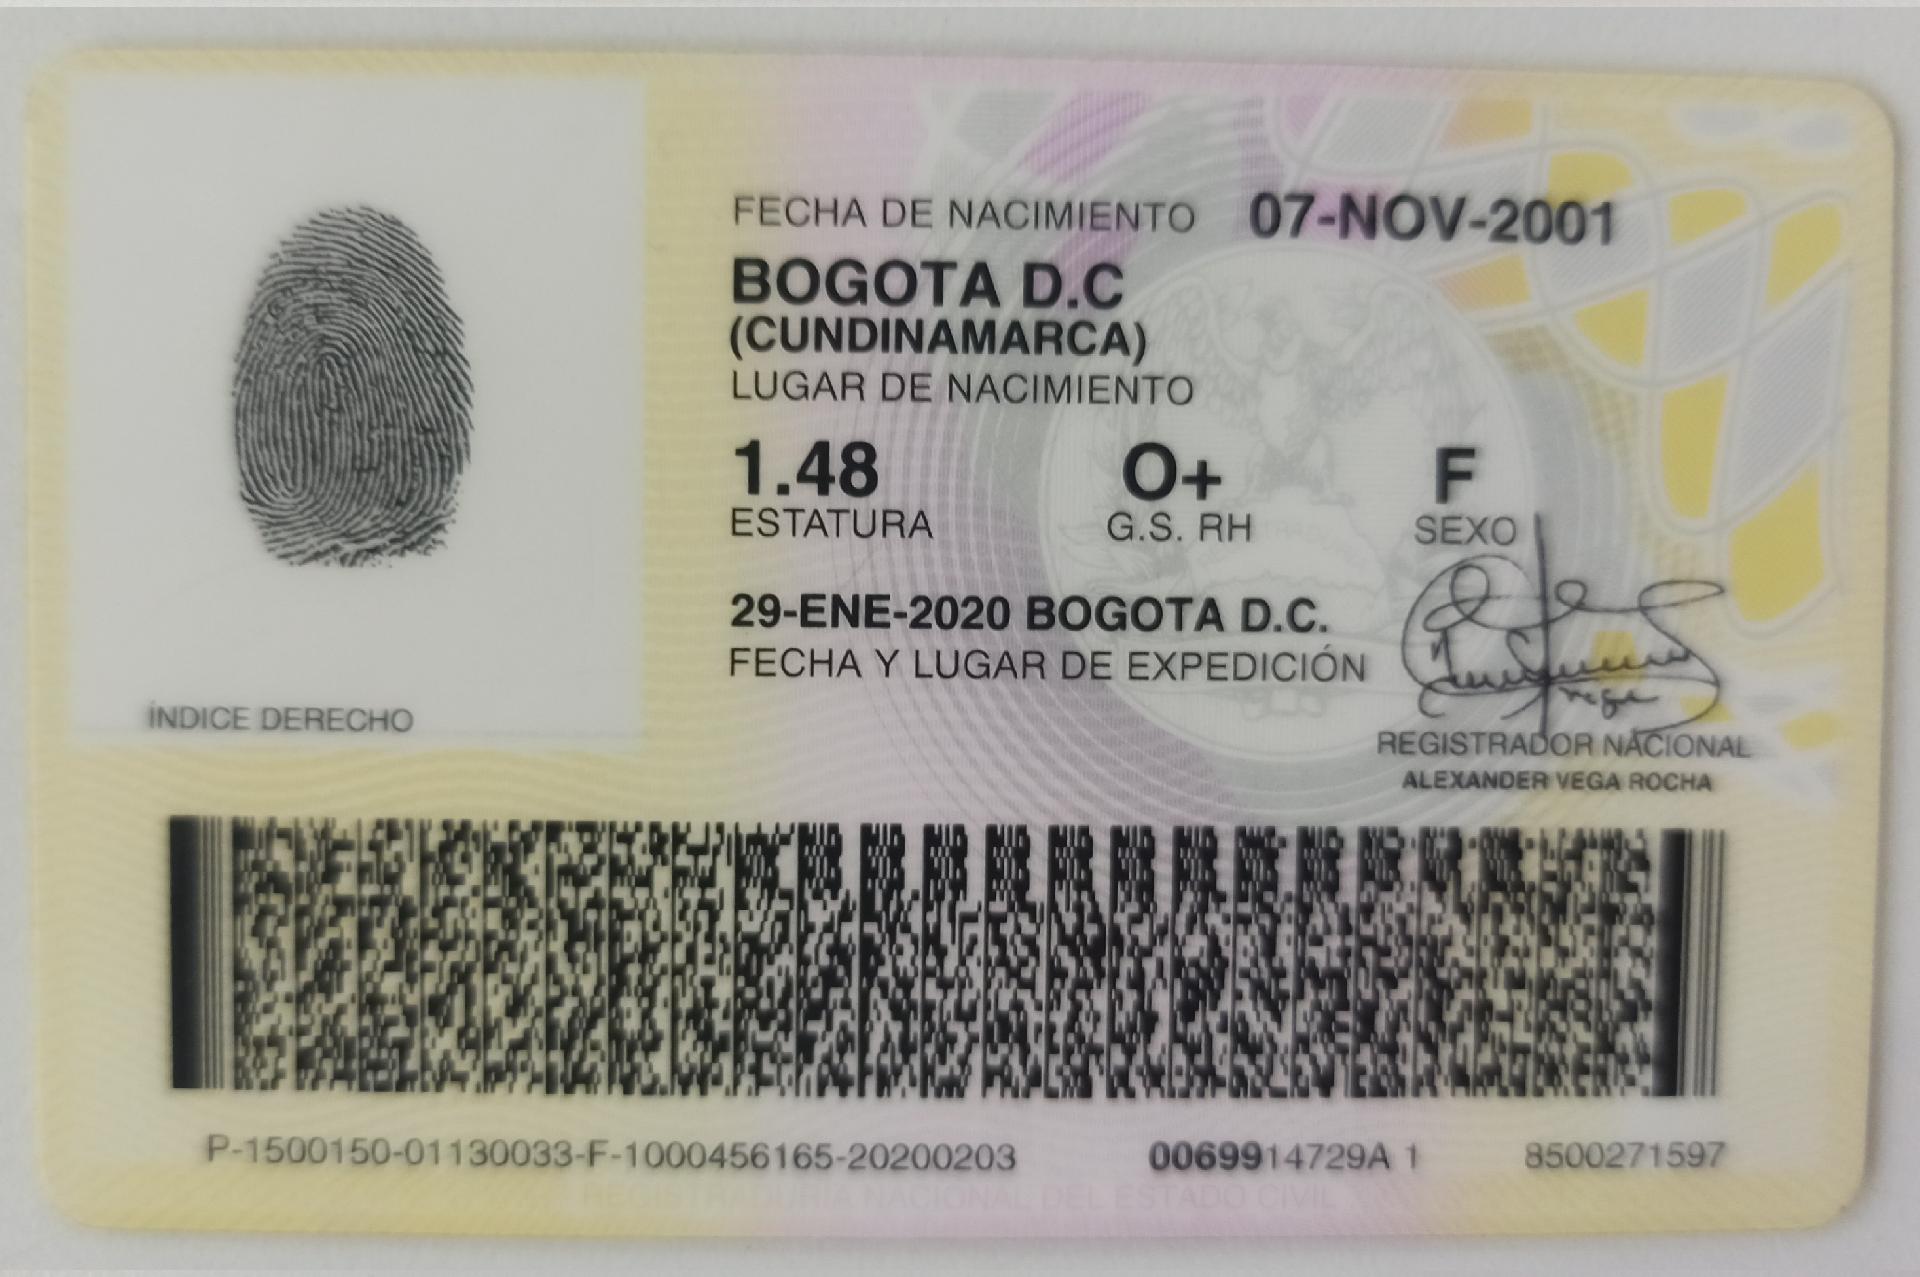 FECHA DE NACIMIENTO 07-NOV-2001
BOGOTA D.C
(CUNDINAMARCA)
LUGAR DE NACIMIENTO
1.48 O+ F
ESTATURA G.S. RH SEXO
29-ENE-2020 BOGOTA D.C.
FECHA Y LUGAR DE EXPEDICIÓN
ÍNDICE DERECHO
REGISTRADOR NACIONAL
ALEXANDER VEGA ROCHA
P-1500150-01130033-F-1000456165-20200203 0069914729A 1 8500271597
REGISTRADURIA NACIONAL DEL ESTADO CIVIL